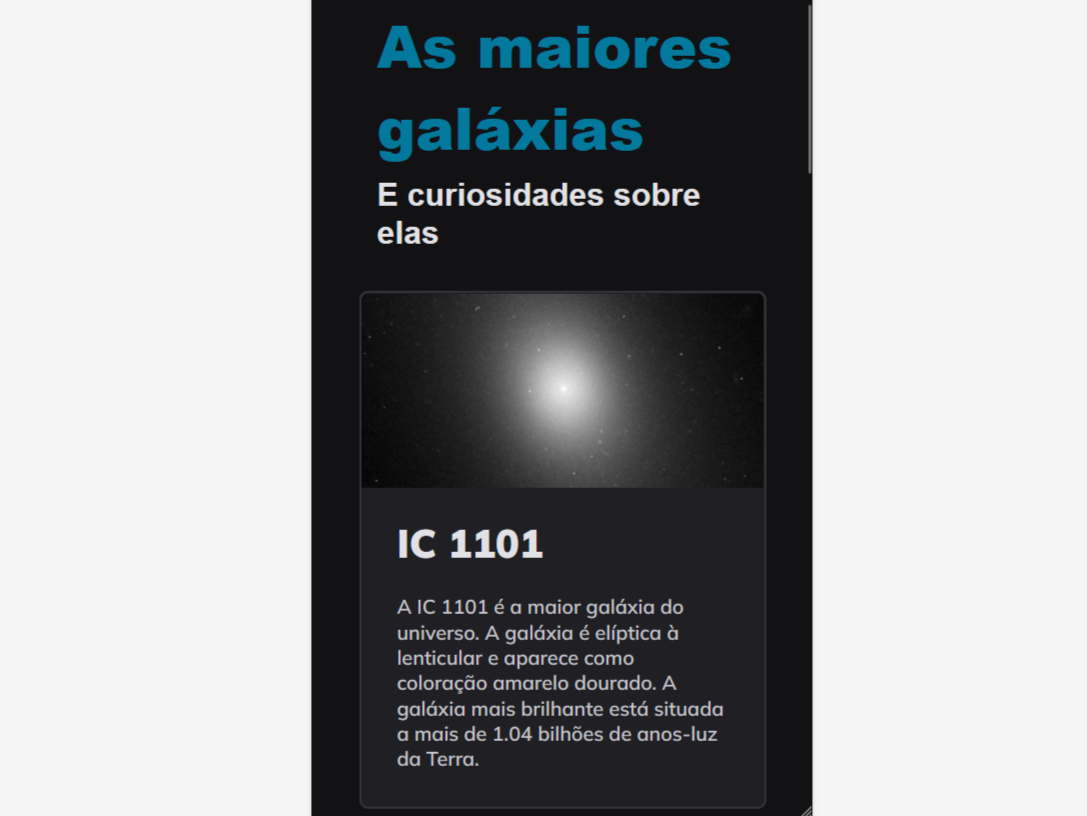 As maiores
galáxias
E curiosidades sobre
elas
IC 1101
A IC 1101 é a maior galáxia do
universo. A galáxia é elíptica à
lenticular e aparece como
coloração amarelo dourado. A
galáxia mais brilhante está situada
a mais de 1.04 bilhões de anos-luz
da Terra.